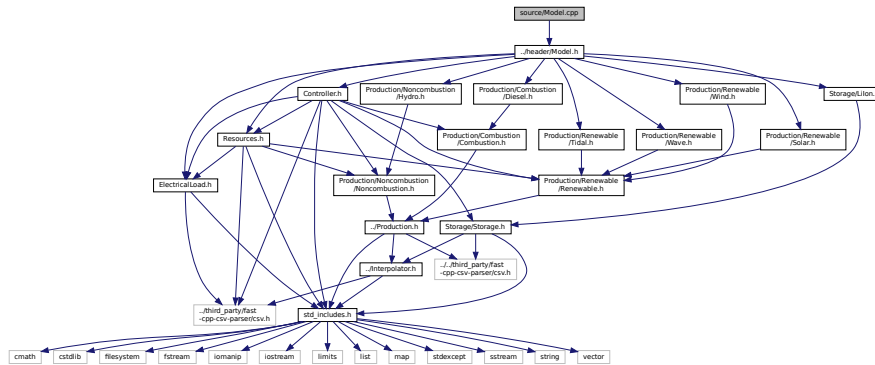 source/Model.cpp
../header/Model.h
Controller.h
Production/Noncombustion
/Hydro.h
Production/Combustion
/Diesel.h
Production/Renewable
/Wind.h
Storage/LiIon.
Resources.h
Production/Combustion
/Combustion.h
Production/Renewable
/Tidal.h
Production/Renewable
/Wave.h
Production/Renewable
/Solar.h
ElectricalLoad.h
Production/Noncombustion
/Noncombustion.h
Production/Renewable
/Renewable.h
../Production.h
Storage/Storage.h
../Interpolator.h
../../third_party/fast
-cpp-csv-parser/csv.h
../third_party/fast
-cpp-csv-parser/csv.h
std_includes.h
cmath
cstdlib
filesystem
fstream
iomanip
iostream
limits
list
map
stdexcept
sstream
string
vector